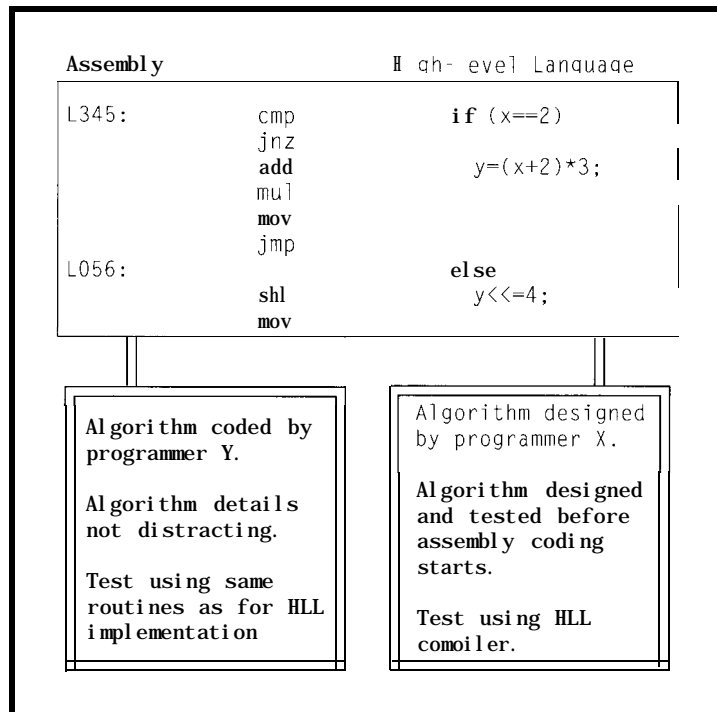 Assembly H gh- evel Language
L345: cmp if (x==2)
jnz
add y=(x+2)*3;
mul
mov
jmp
L056: else
shl y<<=4;
mov
Algorithm coded by
programmer Y.
Algorithm details
not distracting.
Test using same
routines as for HLL
implementation
Algorithm designed
by programmer X.
Algorithm designed
and tested before
assembly coding
starts.
Test using HLL
comoiler.